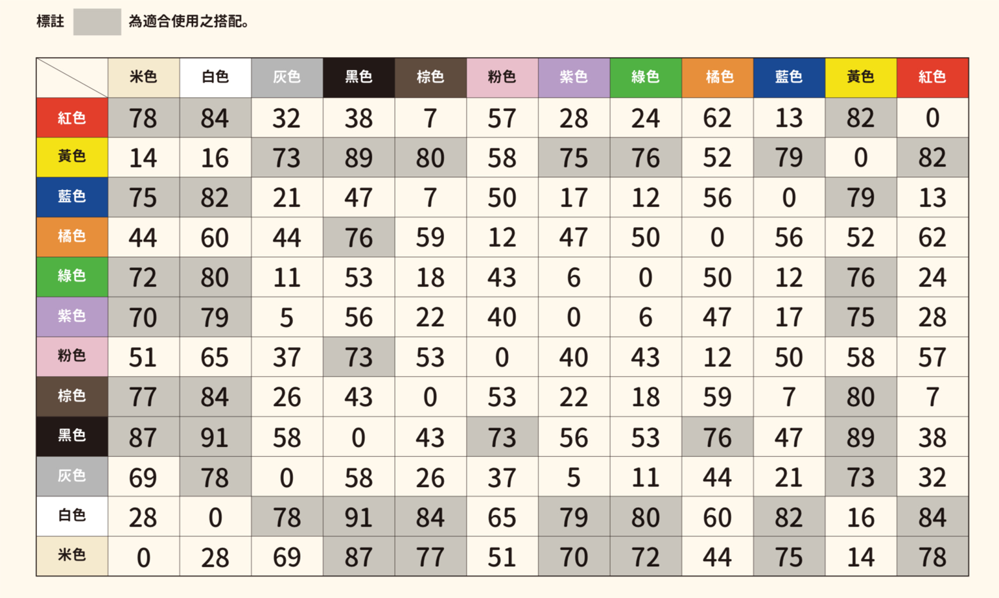 標註 為適合使用之搭配。
米色 白色 灰色 黑色 棕色 粉色 紫色 綠色 橘色 藍色 黃色 紅色
紅色 78 84 32 38 7 57 28 24 62 13 82 0
黃色 14 16 73 89 80 58 75 76 52 79 0 82
藍色 75 82 21 47 7 50 17 12 56 0 79 13
橘色 44 60 44 76 59 12 47 50 0 56 52 62
綠色 72 80 11 53 18 43 6 0 50 12 76 24
紫色 70 79 5 56 22 40 0 6 47 17 75 28
粉色 51 65 37 73 53 0 40 43 12 50 58 57
棕色 77 84 26 43 0 53 22 18 59 7 80 7
黑色 87 91 58 0 43 73 56 53 76 47 89 38
灰色 69 78 0 58 26 37 5 11 44 21 73 32
白色 28 0 78 91 84 65 79 80 60 82 16 84
米色 0 28 69 87 77 51 70 72 44 75 14 78